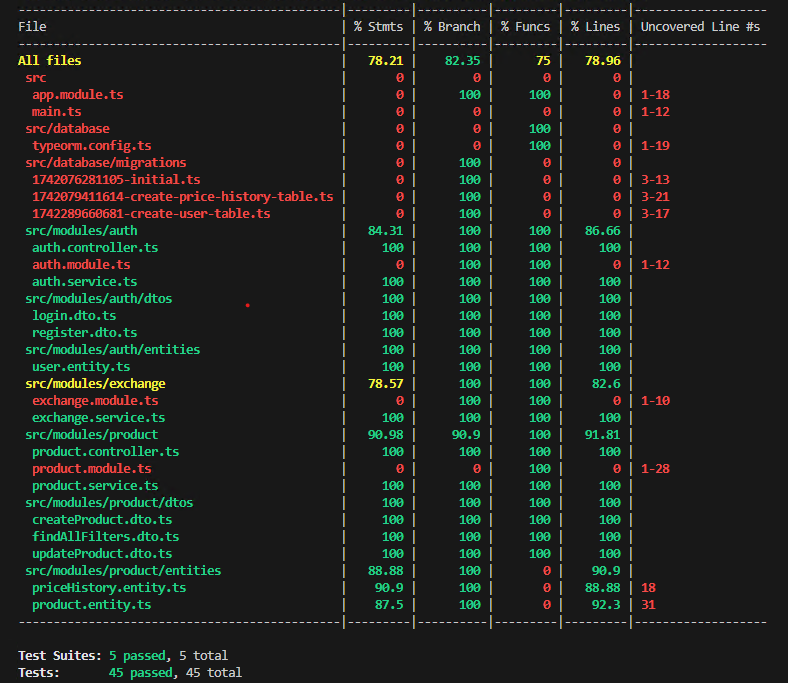 -------------------------------------------|---------|----------|---------|---------|-------------------
File                                       | % Stmts | % Branch | % Funcs | % Lines | Uncovered Line #s
-------------------------------------------|---------|----------|---------|---------|-------------------
All files                                  |   78.21 |    82.35 |      75 |   78.96 |
 src                                       |       0 |        0 |       0 |       0 |
  app.module.ts                            |       0 |      100 |     100 |       0 | 1-18
  main.ts                                  |       0 |        0 |       0 |       0 | 1-12
 src/database                              |       0 |        0 |     100 |       0 |
  typeorm.config.ts                        |       0 |        0 |     100 |       0 | 1-19
 src/database/migrations                   |       0 |      100 |       0 |       0 |
  1742076281105-initial.ts                 |       0 |      100 |       0 |       0 | 3-13
  1742079411614-create-price-history-table.ts |       0 |      100 |       0 |       0 | 3-21
  1742289660681-create-user-table.ts       |       0 |      100 |       0 |       0 | 3-17
 src/modules/auth                          |   84.31 |      100 |     100 |   86.66 |
  auth.controller.ts                       |     100 |      100 |     100 |     100 |
  auth.module.ts                           |       0 |      100 |     100 |       0 | 1-12
  auth.service.ts                          |     100 |      100 |     100 |     100 |
 src/modules/auth/dtos                     |     100 |      100 |     100 |     100 |
  login.dto.ts                             |     100 |      100 |     100 |     100 |
  register.dto.ts                          |     100 |      100 |     100 |     100 |
 src/modules/auth/entities                 |     100 |      100 |     100 |     100 |
  user.entity.ts                           |     100 |      100 |     100 |     100 |
 src/modules/exchange                      |   78.57 |      100 |     100 |    82.6 |
  exchange.module.ts                       |       0 |      100 |     100 |       0 | 1-10
  exchange.service.ts                      |     100 |      100 |     100 |     100 |
 src/modules/product                       |   90.98 |     90.9 |     100 |   91.81 |
  product.controller.ts                    |     100 |      100 |     100 |     100 |
  product.module.ts                        |       0 |        0 |     100 |       0 | 1-28
  product.service.ts                       |     100 |      100 |     100 |     100 |
 src/modules/product/dtos                  |     100 |      100 |     100 |     100 |
  createProduct.dto.ts                     |     100 |      100 |     100 |     100 |
  findAllFilters.dto.ts                    |     100 |      100 |     100 |     100 |
  updateProduct.dto.ts                     |     100 |      100 |     100 |     100 |
 src/modules/product/entities              |   88.88 |      100 |       0 |    90.9 |
  priceHistory.entity.ts                   |    90.9 |      100 |       0 |   88.88 | 18
  product.entity.ts                        |    87.5 |      100 |       0 |    92.3 | 31
-------------------------------------------|---------|----------|---------|---------|-------------------
Test Suites: 5 passed, 5 total
Tests:       45 passed, 45 total